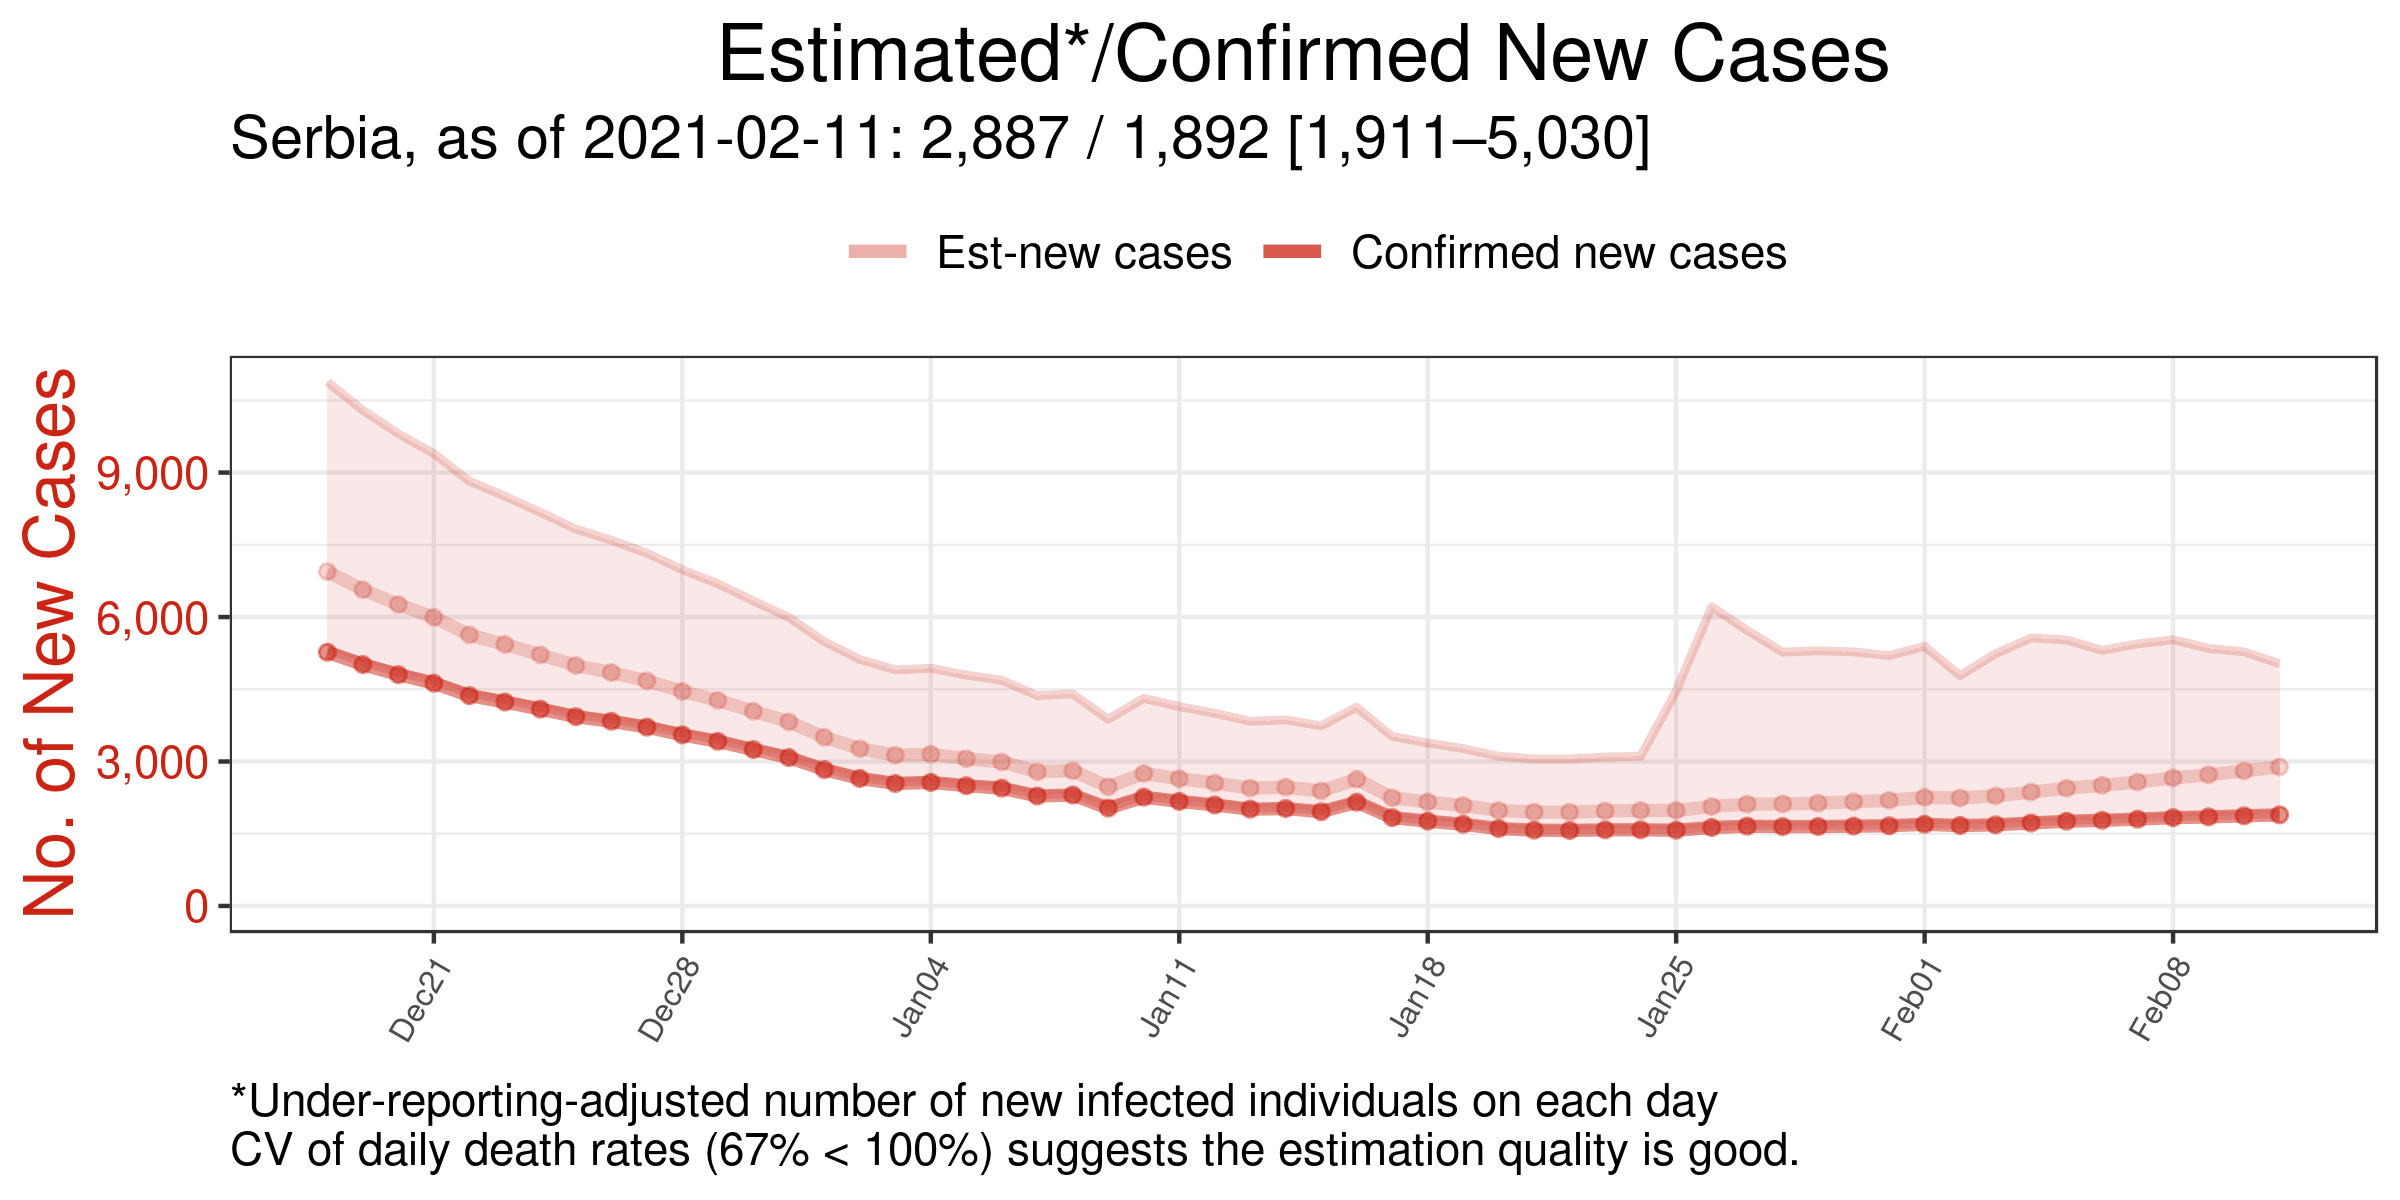 Estimated*/Confirmed New Cases
Serbia, as of 2021-02-11: 2,887 / 1,892 [1,911–5,030]
Est-new cases
Confirmed new cases
No. of New Cases
9,000
6,000
3,000
0
Dec21
Dec28
Jan04
Jan11
Jan18
Jan25
Feb01
Feb08
*Under-reporting-adjusted number of new infected individuals on each day
CV of daily death rates (67% < 100%) suggests the estimation quality is good.